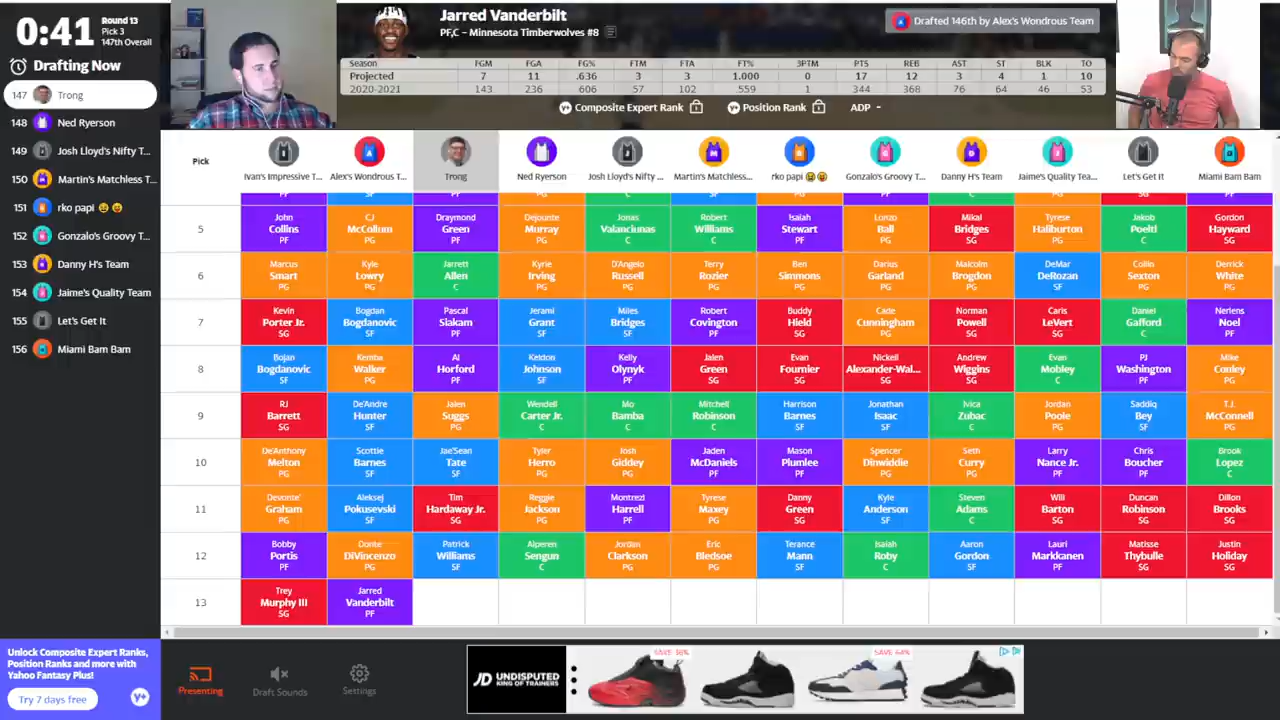 0:41
Round 13
Pick 3
147th Overall
Drafting Now
147 Trong
148 Ned Ryerson
149 Josh Lloyd's Nifty T...
150 Martin's Matchless T...
151 rko papi
152 Gonzalo's Groovy T...
153 Danny H's Team
154 Jaime's Quality Team
155 Let's Get It
156 Miami Bam Bam
Jarred Vanderbilt
PF,C - Minnesota Timberwolves #8
Drafted 146th by Alex's Wondrous Team
Season FGM FGA FG% FTM FTA FT% 3PTM PTS REB AST ST BLK TO
Projected 7 11 .636 3 3 1.000 0 17 12 3 4 1 10
2020-2021 143 236 606 57 102 .559 1 344 368 76 64 46 53
Composite Expert Rank Position Rank ADP -
Pick Ivan's Impressive T... Alex's Wondrous T... Trong Ned Ryerson Josh Lloyd's Nifty ... Martin's Matchless... rko papi Gonzalo's Groovy T... Danny H's Team Jaime's Quality Tea... Let's Get It Miami Bam Bam
John CJ Draymond Dejounte Jonas Robert Isaiah Lonzo Mikal Tyrese Jakob Gordon
5 Collins McCollum Green Murray Valanciunas Williams Stewart Ball Bridges Haliburton Poeltl Hayward
PF PG PF PG C C PF PG SG PG C SG
Marcus Kyle Jarrett Kyrie D'Angelo Terry Ben Darius Malcolm DeMar Collin Derrick
6 Smart Lowry Allen Irving Russell Rozier Simmons Garland Brogdon DeRozan Sexton White
PG PG C PG PG PG PG PG PG SF PG PG
Kevin Bogdan Pascal Jerami Miles Robert Buddy Cade Norman Caris Daniel Nerlens
7 Porter Jr. Bogdanovic Siakam Grant Bridges Covington Hield Cunningham Powell LeVert Gafford Noel
SG SF PF SF SF PF SG PG SG SG C PF
Bojan Kemba Al Keldon Kelly Jalen Evan Nickeil Andrew Evan PJ Mike
8 Bogdanovic Walker Horford Johnson Olynyk Green Fournier Alexander-Wal... Wiggins Mobley Washington Conley
SF PG PF SF PF SG SG SG SG C PF PG
RJ De'Andre Jalen Wendell Mo Mitchell Harrison Jonathan Ivica Jordan Saddiq T.J.
9 Barrett Hunter Suggs Carter Jr. Bamba Robinson Barnes Isaac Zubac Poole Bey McConnell
SG SF PG C C C SF SF C PG SF PG
De'Anthony Scottie Jae'Sean Tyler Josh Jaden Mason Spencer Seth Larry Chris Brook
10 Melton Barnes Tate Herro Giddey McDaniels Plumlee Dinwiddie Curry Nance Jr. Boucher Lopez
PG SF SF PG PG PF PF PG PG PF PF C
Devonte' Aleksej Tim Reggie Montrezl Tyrese Danny Kyle Steven Will Duncan Dillon
11 Graham Pokusevski Hardaway Jr. Jackson Harrell Maxey Green Anderson Adams Barton Robinson Brooks
PG SF SG PG PF PG SG SF C SG SG SG
Bobby Donte Patrick Alperen Jordan Eric Terance Isaiah Aaron Lauri Matisse Justin
12 Portis DiVincenzo Williams Sengun Clarkson Bledsoe Mann Roby Gordon Markkanen Thybulle Holiday
PF PG SF C PG PG SF C SF PF SG SG
Trey Jarred
13 Murphy III Vanderbilt
SG PF
Unlock Composite Expert Ranks,
Position Ranks and more with
Yahoo Fantasy Plus!
Try 7 days free
Presenting
Draft Sounds
Settings
JD UNDISPUTED
KING OF TRAINERS